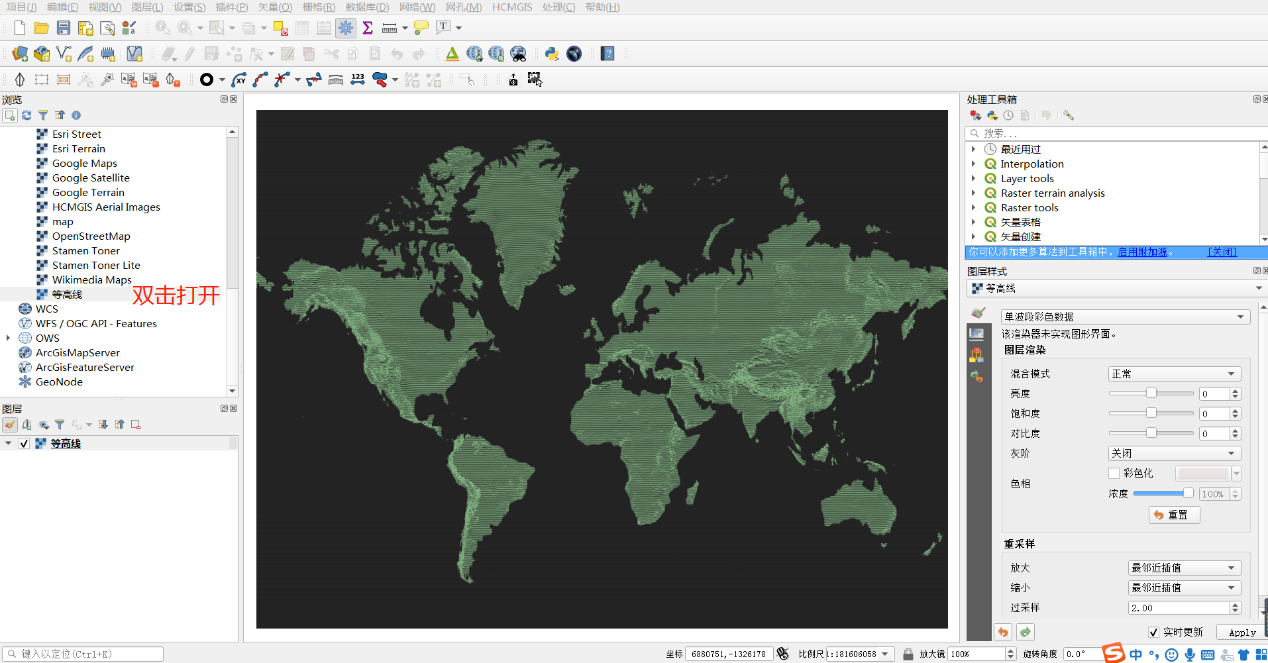 项目(J) 编辑(E) 视图(V) 图层(L) 设置(S) 插件(P) 矢量(O) 栅格(R) 数据库(D) 网络(W) 网孔(M) HCMGIS 处理(C) 帮助(H)
浏览
Esri Street
Esri Terrain
Google Maps
Google Satellite
Google Terrain
HCMGIS Aerial Images
map
OpenStreetMap
Stamen Toner
Stamen Toner Lite
Wikimedia Maps
等高线
双击打开
WCS
WFS / OGC API - Features
OWS
ArcGisMapServer
ArcGisFeatureServer
GeoNode
图层
等高线
处理工具箱
搜索...
最近用过
Interpolation
Layer tools
Raster terrain analysis
Raster tools
矢量表格
矢量创建
你可以添加更多算法到工具箱中，启用附加源。 [关闭]
图层样式
等高线
单波段彩色数据
该渲染器未实现图形界面。
图层渲染
混合模式 正常
亮度 0
饱和度 0
对比度 0
灰阶 关闭
色相 彩色化
浓度 100%
重置
重采样
放大 最邻近插值
缩小 最邻近插值
过采样 2.00
实时更新 Apply
键入以定位(Ctrl+K)
坐标 6880751,-1326178 比例尺 1:181606058 放大镜 100% 旋转角度 0.0° 中